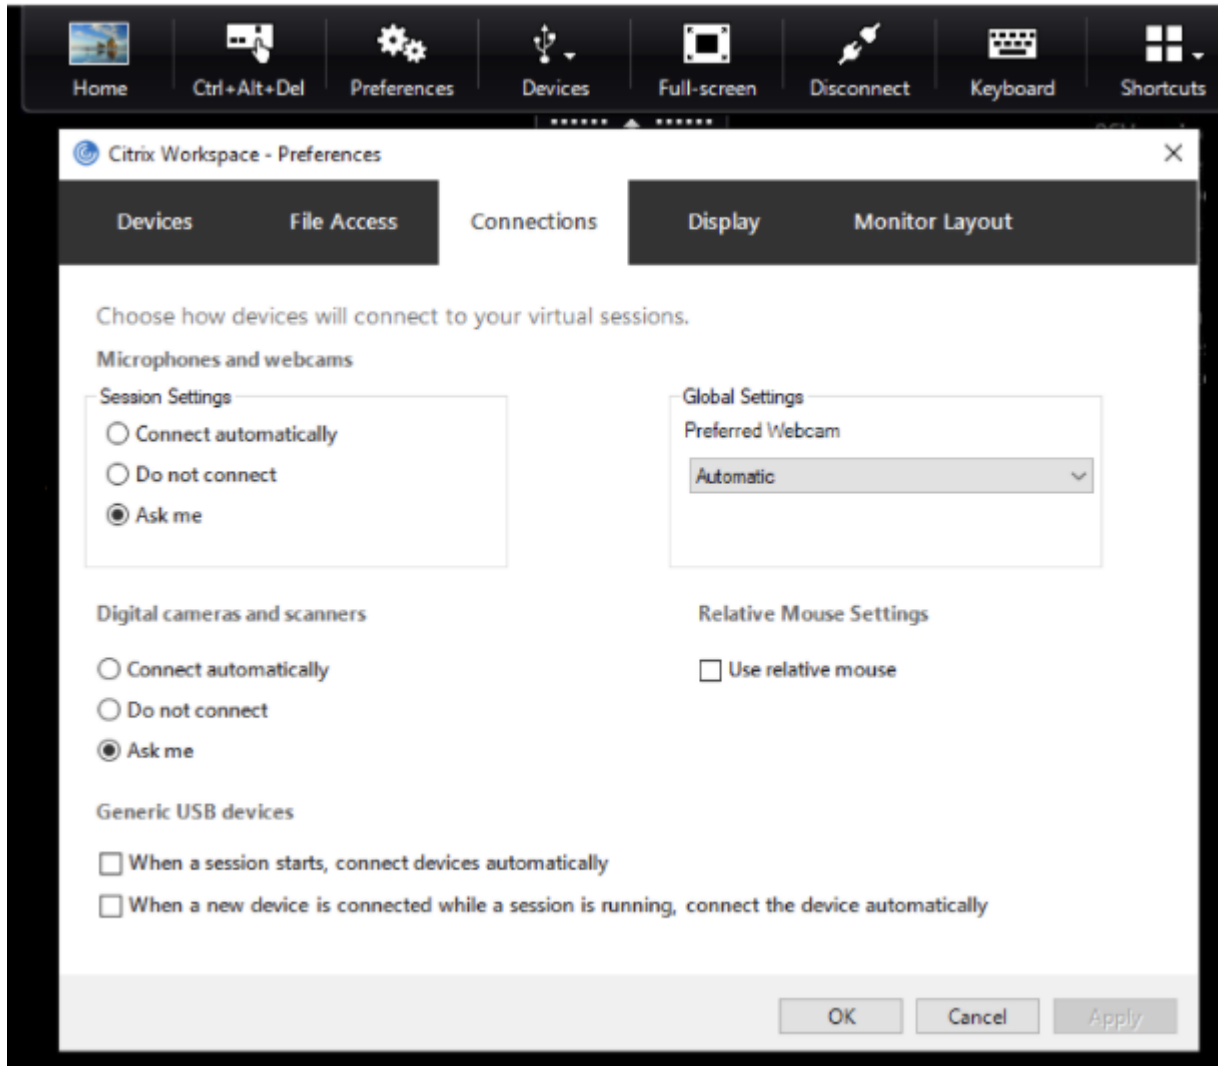 Home Ctrl+Alt+Del Preferences Devices Full-screen Disconnect Keyboard Shortcuts
Citrix Workspace - Preferences
Devices File Access Connections Display Monitor Layout
Choose how devices will connect to your virtual sessions.
Microphones and webcams
Session Settings
Connect automatically
Do not connect
Ask me
Global Settings
Preferred Webcam
Automatic
Digital cameras and scanners
Connect automatically
Do not connect
Ask me
Relative Mouse Settings
Use relative mouse
Generic USB devices
When a session starts, connect devices automatically
When a new device is connected while a session is running, connect the device automatically
OK Cancel Apply